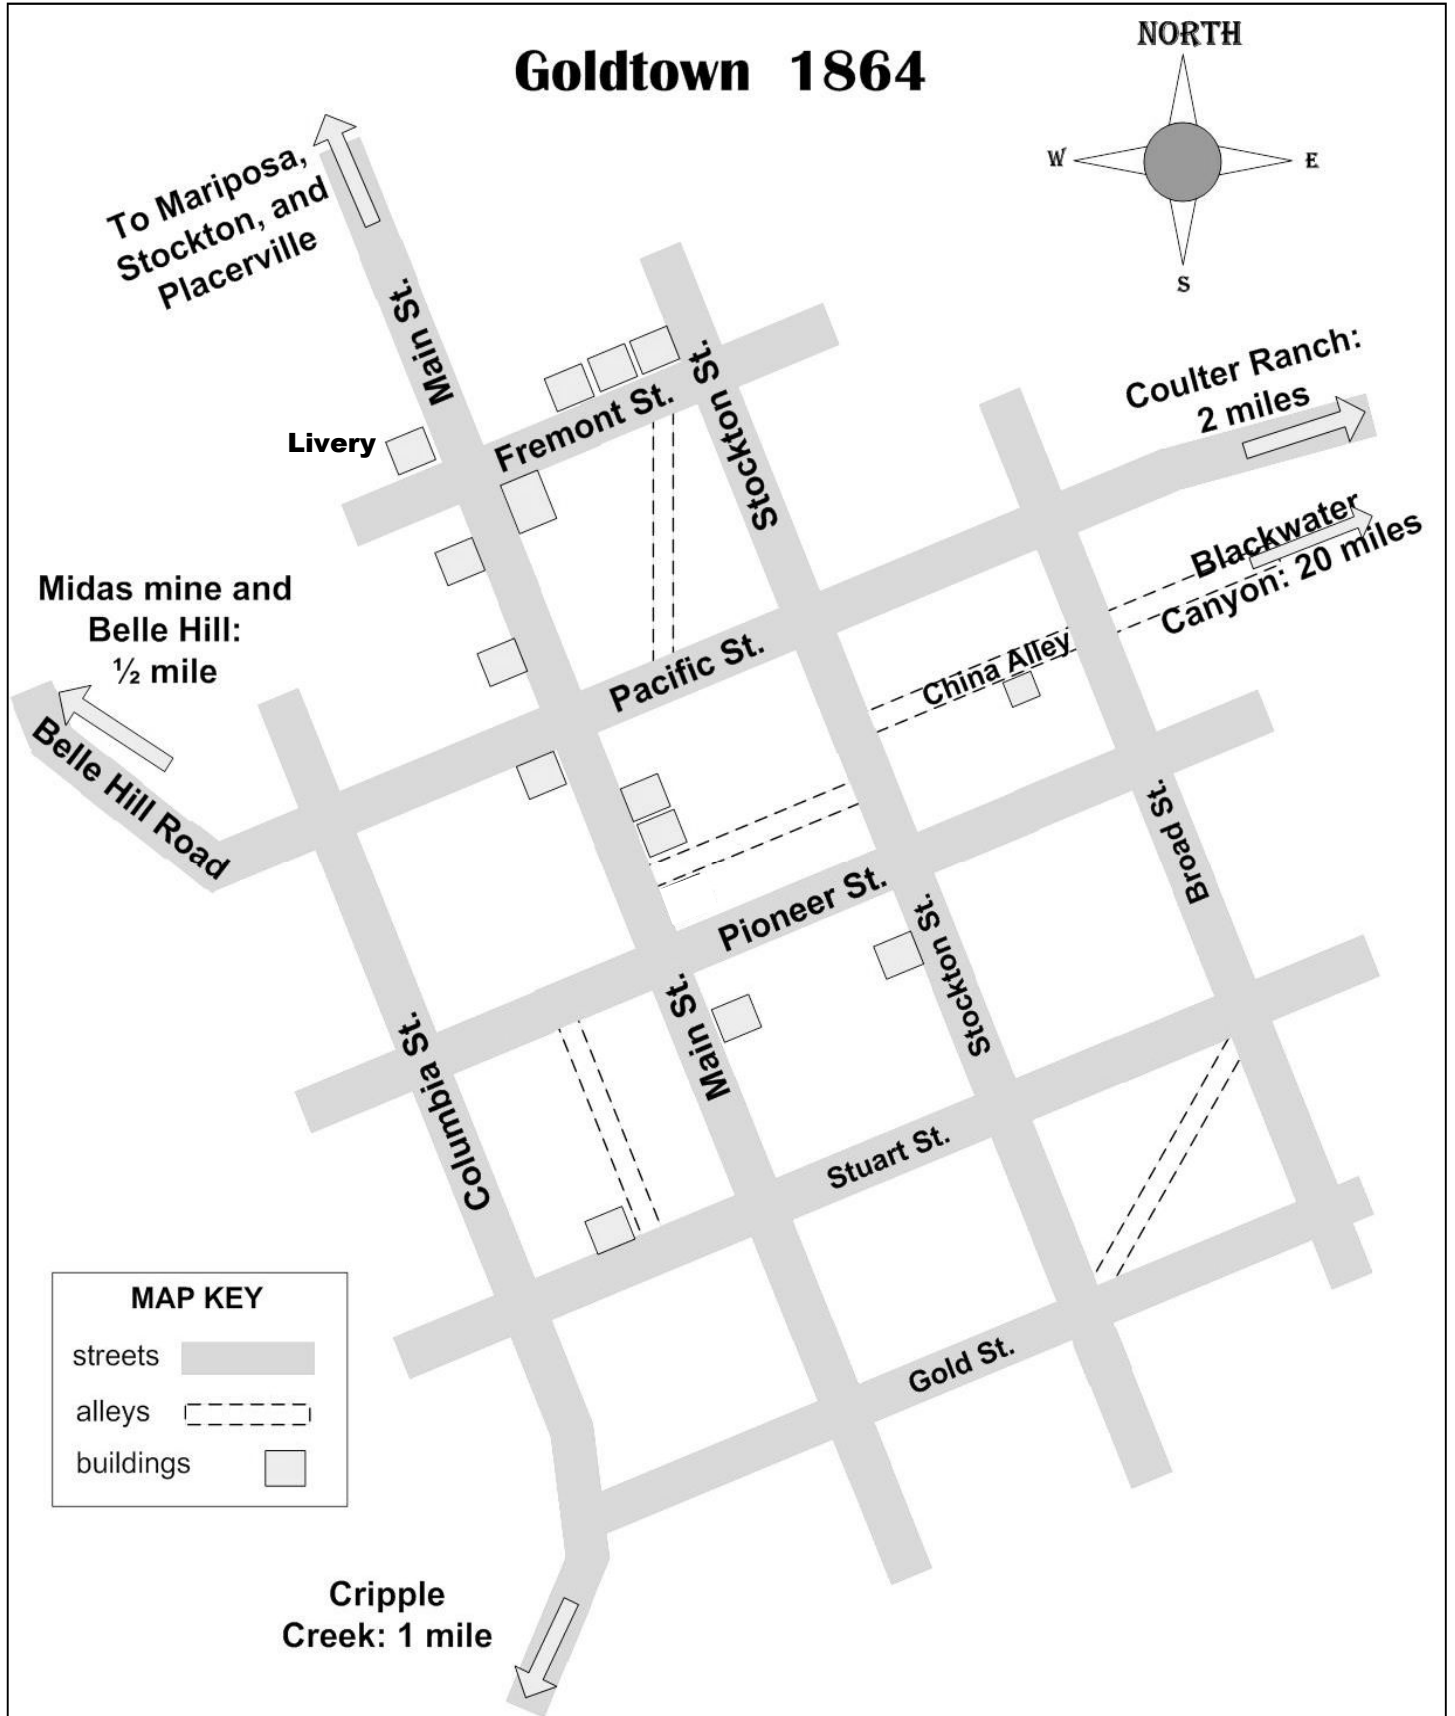 NORTH
Goldtown 1864
W
E
S
To Mariposa,
Stockton, and
Placerville
Main St.
Stockton St.
Fremont St.
Coulter Ranch:
2 miles
Livery
Blackwater
Canyon: 20 miles
Midas mine and
Belle Hill:
½ mile
Pacific St.
China Alley
Belle Hill Road
Broad St.
Pioneer St.
Stockton St.
Main St.
Columbia St.
Stuart St.
MAP KEY
streets
alleys
buildings
Gold St.
Cripple
Creek: 1 mile